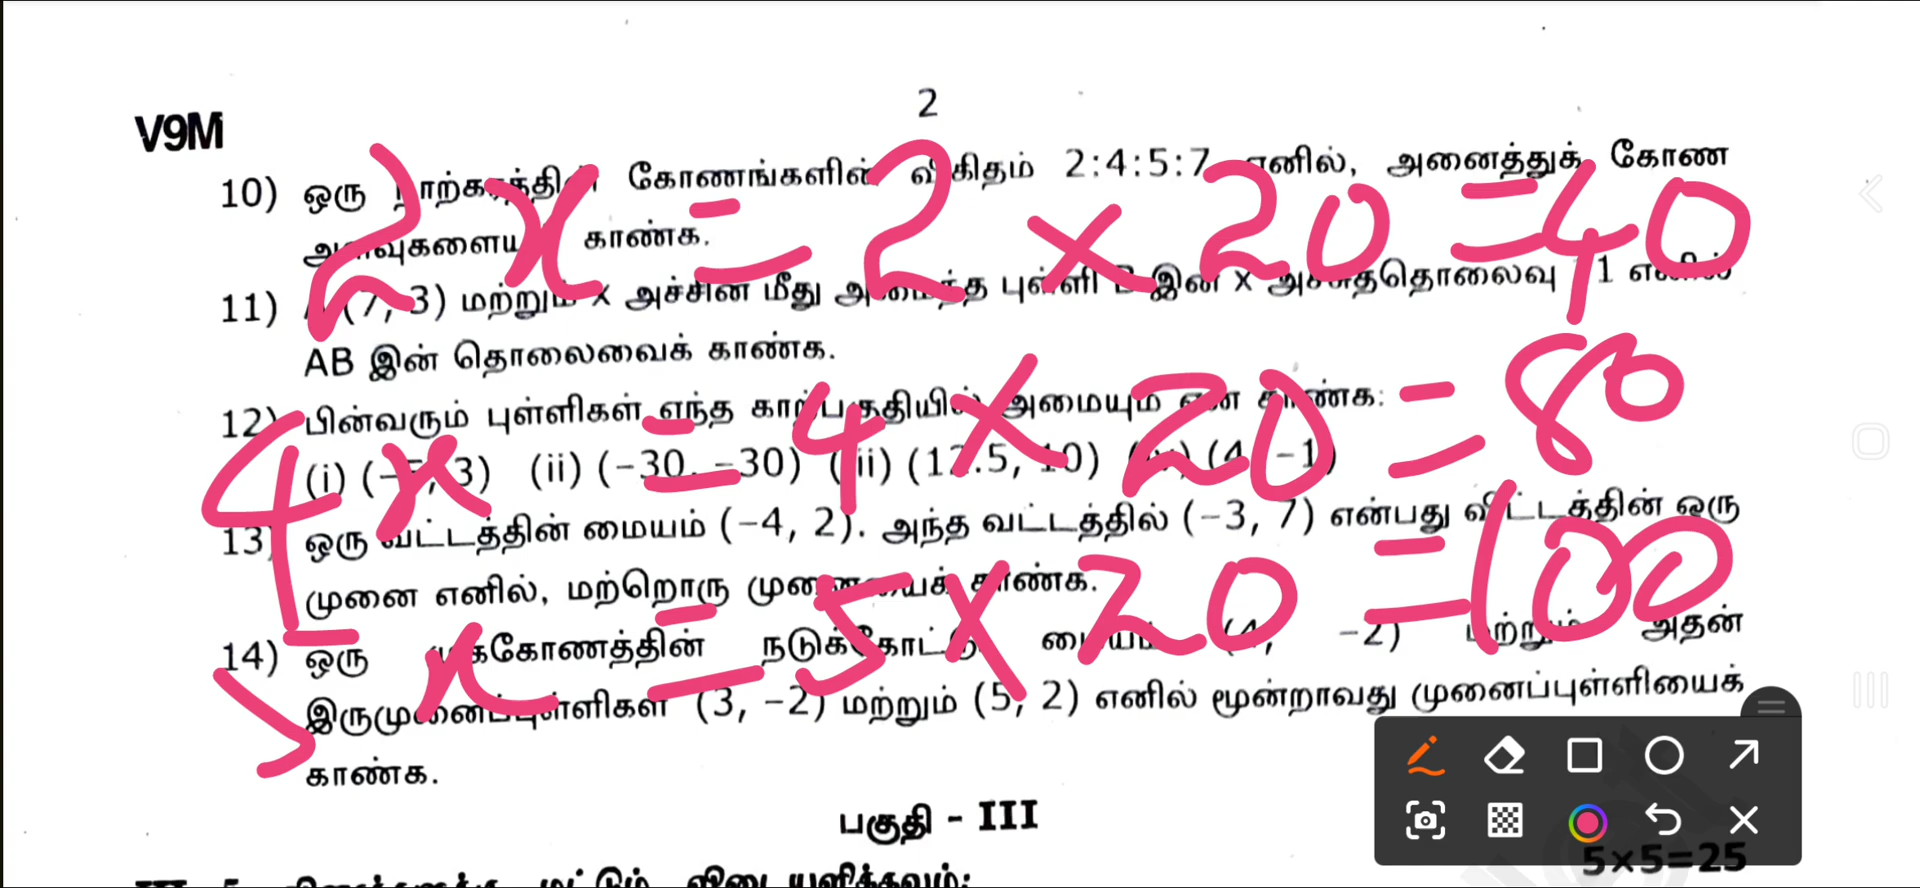 2
V9M
10) ஒரு நாற்கரத்தின் கோணங்களின் விகிதம் 2:4:5:7 எனில், அனைத்துக் கோண
அளவுகளையும் காண்க.
11) (7, 3) மற்றும் x அச்சின் மீது அமைந்த புள்ளி B இன் x அச்சுத்தொலைவு 11 எனில்
AB இன் தொலைவைக் காண்க.
12) பின்வரும் புள்ளிகள் எந்த காற்பகுதியில் அமையும் என காண்க:
(i) 3) (ii) (-30, -30) (iii) (12.5, 10) (4, -1)
13) ஒரு வட்டத்தின் மையம் (-4, 2). அந்த வட்டத்தில் (-3, 7) என்பது விட்டத்தின் ஒரு
முனை எனில், மற்றொரு முனையைக் காண்க.
14) ஒரு முக்கோணத்தின் நடுக்கோட்டு மையம் (4, -2) மற்றும் அதன்
இருமுனைப்புள்ளிகள் (3, -2) மற்றும் (5, 2) எனில் மூன்றாவது முனைப்புள்ளியைக்
காண்க.
பகுதி - III
5×5=25
2x = 2 × 20 = 40
4x = 4 × 20 = 80
5x = 5 × 20 = 100